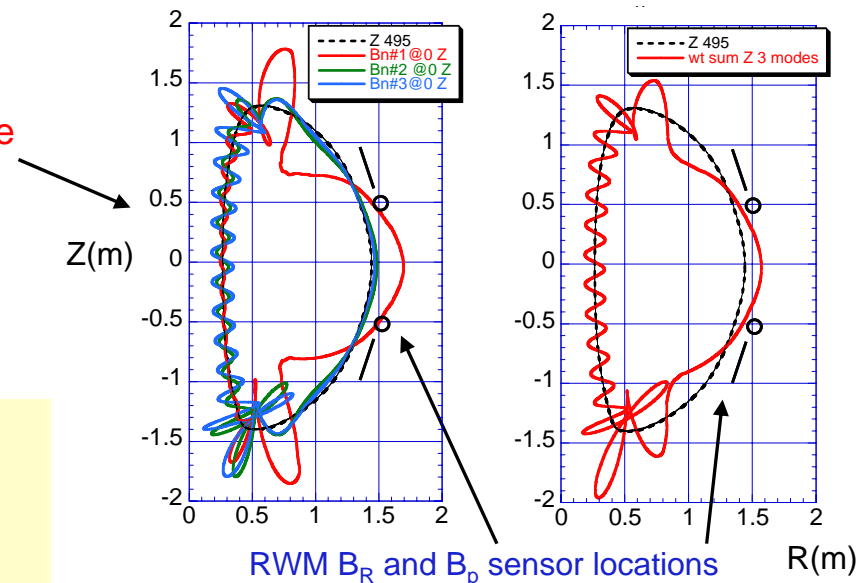 e
Z(m)
2
1.5
1
0.5
0
-0.5
-1
-1.5
-2
0 0.5 1 1.5 2
Z 495
Bn#1@0 Z
Bn#2 @0 Z
Bn#3@0 Z
2
1.5
1
0.5
0
-0.5
-1
-1.5
-2
0 0.5 1 1.5 2
Z 495
wt sum Z 3 modes
R(m)
RWM B_R and B_p sensor locations